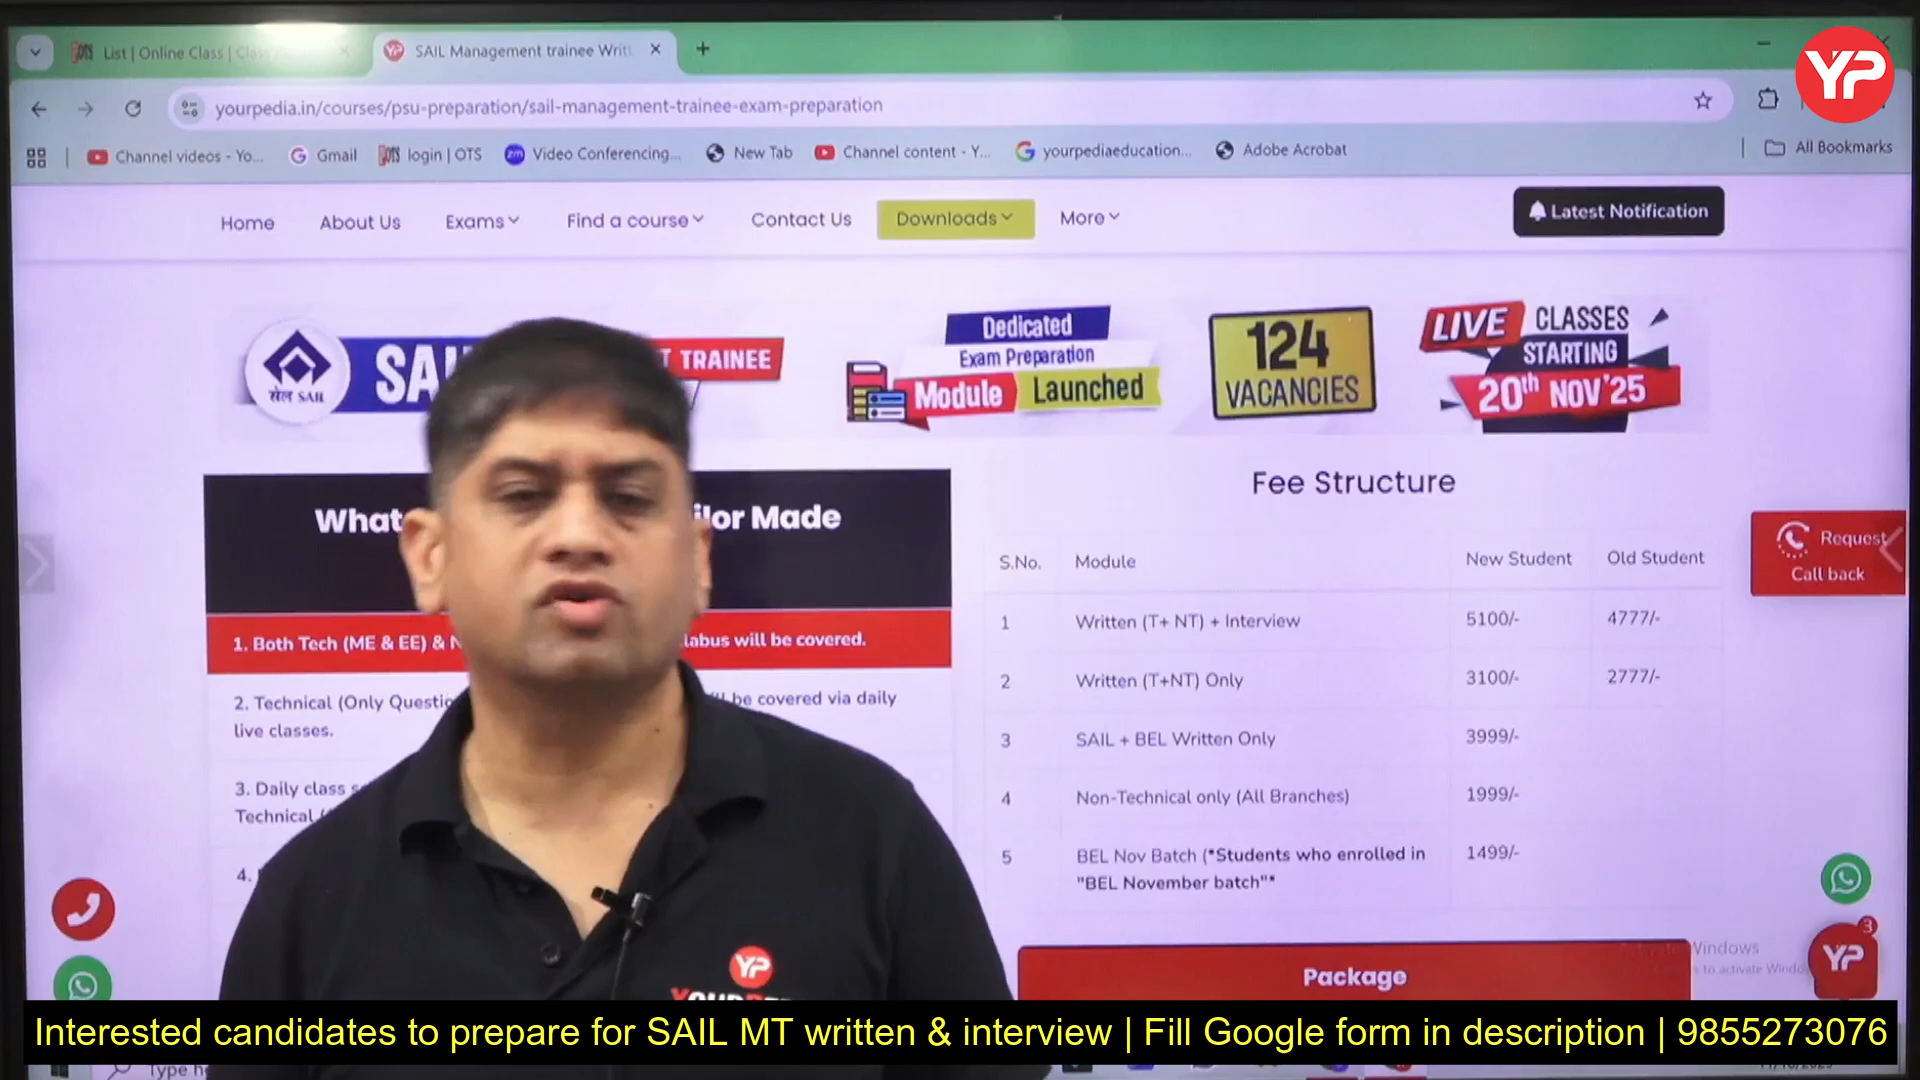 List | Online Class |
SAIL Management trainee Writ
YP
yourpedia.in/courses/psu-preparation/sail-management-trainee-exam-preparation
Channel videos - Yo...
Gmail
login | OTS
Video Conferencing...
New Tab
Channel content - Y...
yourpediaeducation...
Adobe Acrobat
All Bookmarks
Home
About Us
Exams
Find a course
Contact Us
Downloads
More
Latest Notification
सेल SAIL
TRAINEE
Dedicated
Exam Preparation
Module Launched
124
VACANCIES
LIVE CLASSES
STARTING
20th NOV'25
What
Made
1. Both Tech (ME & EE) &
will be covered.
2. Technical (Only
be covered via daily
live classes.
3. Daily class
Technical
4.
Fee Structure
S.No. Module New Student Old Student
1 Written (T+ NT) + Interview 5100/- 4777/-
2 Written (T+NT) Only 3100/- 2777/-
3 SAIL + BEL Written Only 3999/-
4 Non-Technical only (All Branches) 1999/-
5 BEL Nov Batch (*Students who enrolled in 1499/-
"BEL November batch"*
Request
Call back
Package
3
YP
YP
Interested candidates to prepare for SAIL MT written & interview | Fill Google form in description | 9855273076